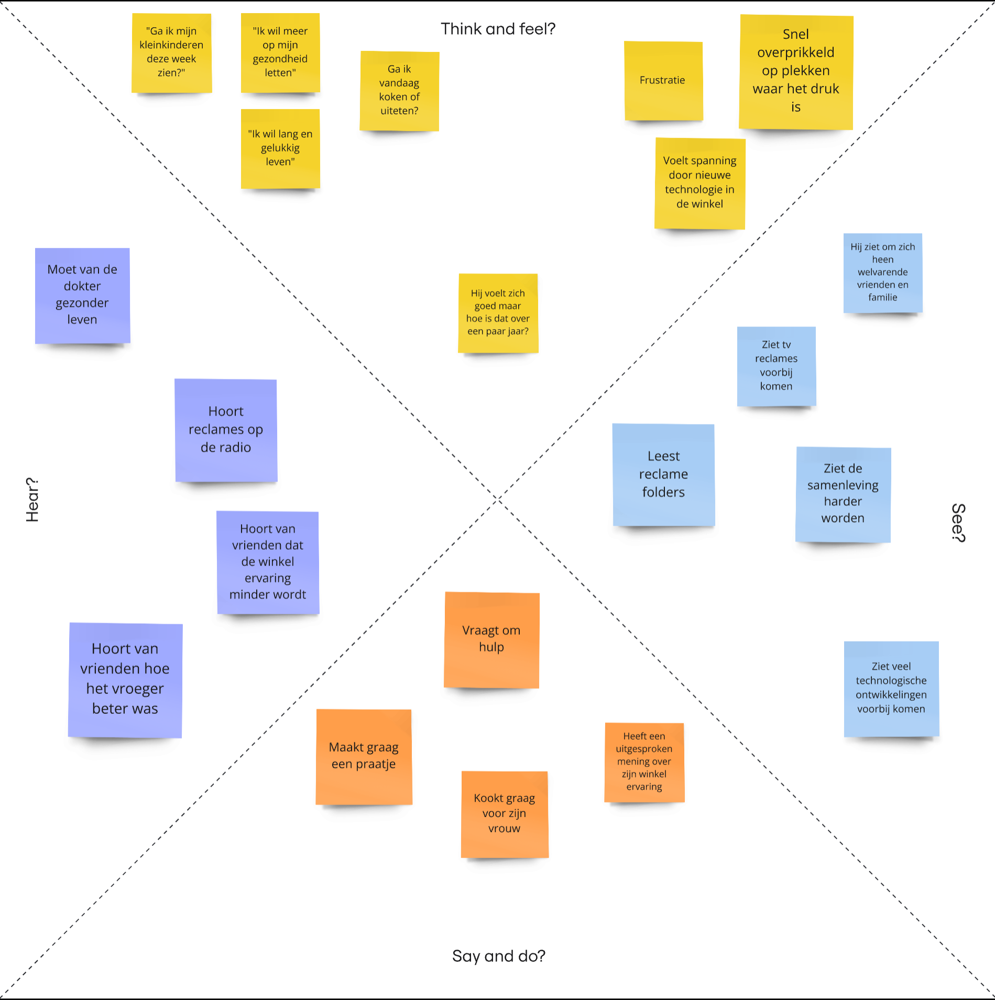 Think and feel?
"Ga ik mijn
kleinkinderen
deze week
zien?"
"Ik wil meer
op mijn
gezondheid
letten"
Ga ik
vandaag
koken of
uiteten?
"Ik wil lang en
gelukkig
leven"
Frustratie
Snel
overprikkeld
op plekken
waar het druk
is
Voelt spanning
door nieuwe
technologie in
de winkel
Hij voelt zich
goed maar
hoe is dat over
een paar jaar?
Hear?
Moet van de
dokter
gezonder
leven
Hoort
reclames op
de radio
Hoort van
vrienden dat
de winkel
ervaring
minder wordt
Hoort van
vrienden hoe
het vroeger
beter was
See?
Hij ziet om zich
heen
welvarende
vrienden en
familie
Ziet tv
reclames
voorbij
komen
Leest
reclame
folders
Ziet de
samenleving
harder
worden
Ziet veel
technologische
ontwikkelingen
voorbij komen
Vraagt om
hulp
Maakt graag
een praatje
Kookt graag
voor zijn
vrouw
Heeft een
uitgesproken
mening over
zijn winkel
ervaring
Say and do?